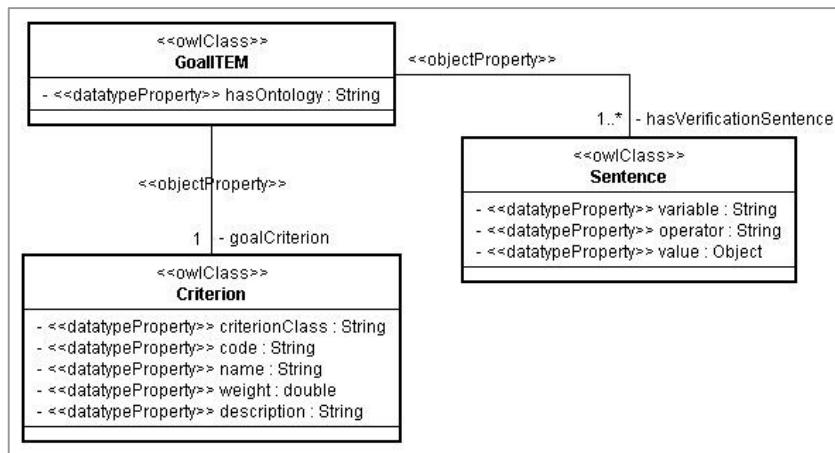 <<owlClass>>
GoalITEM
- <<datatypeProperty>> hasOntology : String
<<objectProperty>>
1..* - hasVerificationSentence
<<owlClass>>
Sentence
- <<datatypeProperty>> variable : String
- <<datatypeProperty>> operator : String
- <<datatypeProperty>> value : Object
<<objectProperty>>
1 - goalCriterion
<<owlClass>>
Criterion
- <<datatypeProperty>> criterionClass : String
- <<datatypeProperty>> code : String
- <<datatypeProperty>> name : String
- <<datatypeProperty>> weight : double
- <<datatypeProperty>> description : String